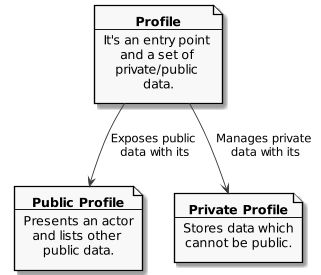 Profile
It's an entry point
and a set of
private/public
data.
Exposes public
data with its
Manages private
data with its
Public Profile
Presents an actor
and lists other
public data.
Private Profile
Stores data which
cannot be public.